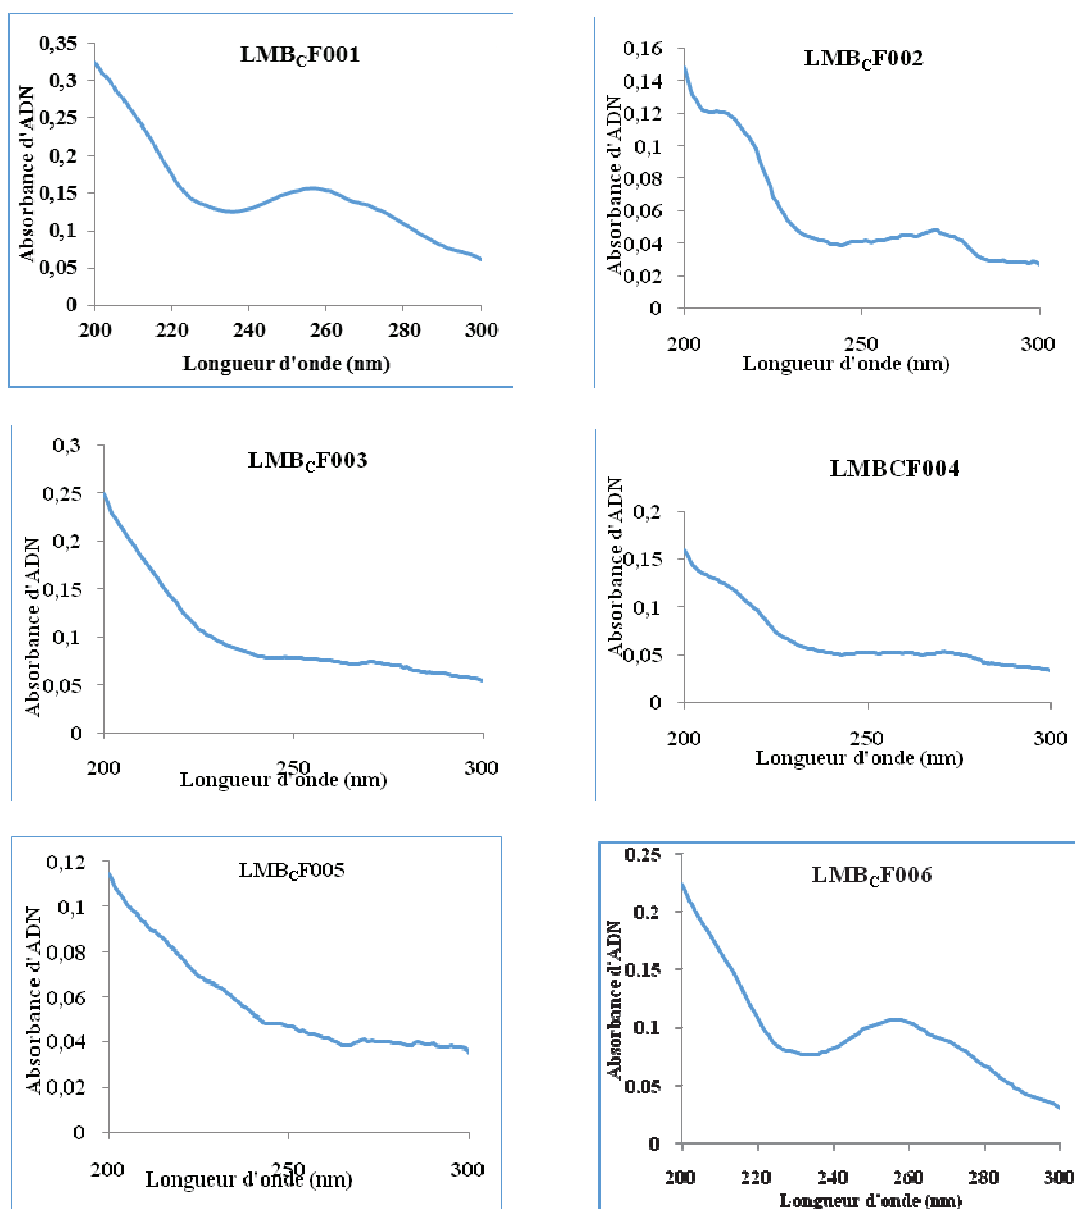 LMBCF001
Absorbance d'ADN
0,35
0,3
0,25
0,2
0,15
0,1
0,05
0
200 220 240 260 280 300
Longueur d'onde (nm)
LMBCF002
Absorbance d'ADN
0,16
0,14
0,12
0,1
0,08
0,06
0,04
0,02
0
200 250 300
Longueur d'onde (nm)
LMBCF003
Absorbance d'ADN
0,3
0,25
0,2
0,15
0,1
0,05
0
200 250 300
Longueur d'onde (nm)
LMBCF004
Absorbance d'ADN
0,2
0,15
0,1
0,05
0
200 250 300
Longueur d'onde (nm)
LMBCF005
Absorbance d'ADN
0,12
0,1
0,08
0,06
0,04
0,02
0
200 250 300
Longueur d'onde (nm)
LMBCF006
Absorbance d'ADN
0.25
0.2
0.15
0.1
0.05
0
200 220 240 260 280 300
Longueur d'onde (nm)